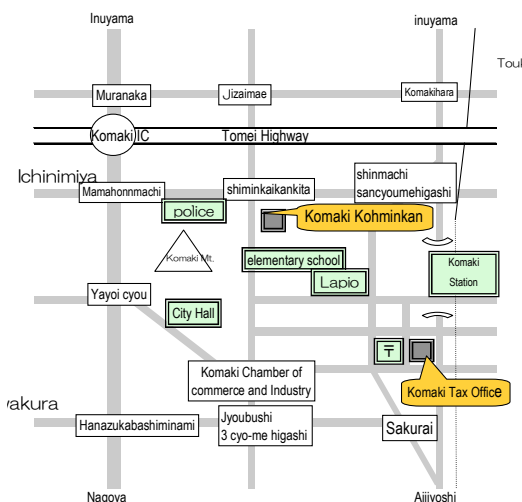 Inuyama
inuyama
Muranaka
Jizaimae
Komakihara
Komaki IC
Tomei Highway
Ichinimiya
Mamahonnmachi
shiminkaikankita
shinmachi
sancyoumehigashi
police
Komaki Kohminkan
Komaki Mt.
elementary school
Lapio
Komaki
Station
Yayoi cyou
City Hall
〒
Komaki Chamber of
commerce and Industry
Komaki Tax Office
Hanazukabashiminami
Jyoubushi
3 cyo-me higashi
Sakurai
Nagoya
Ajiyoshi